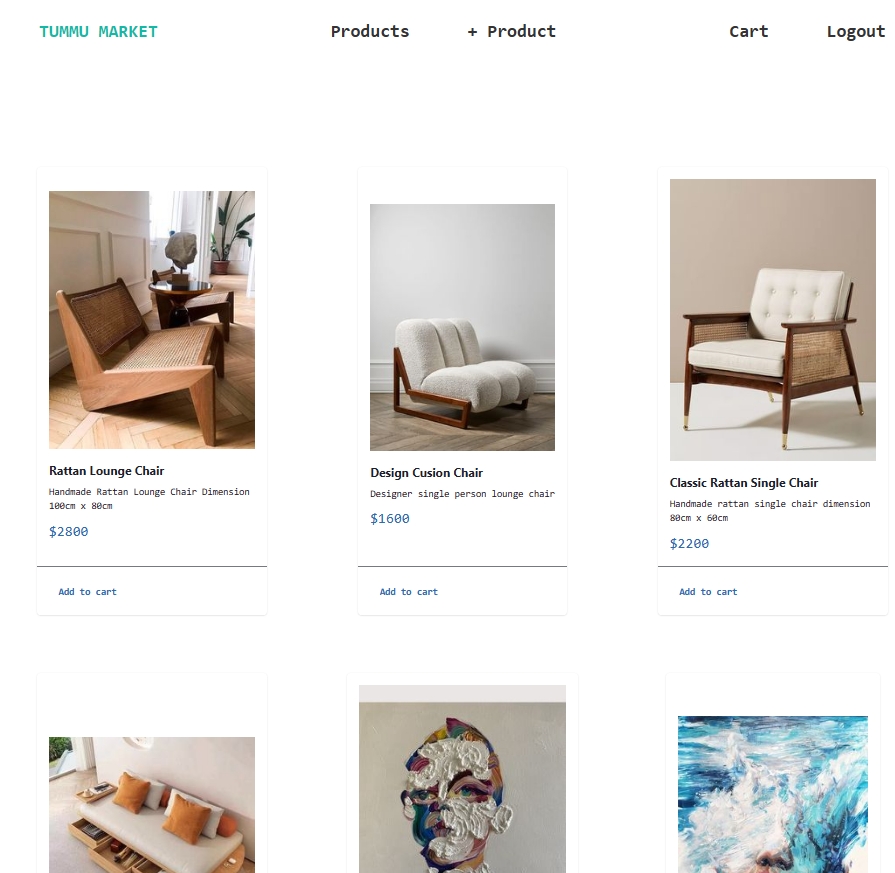 TUMMU MARKET
Products
+ Product
Cart
Logout
Rattan Lounge Chair
Handmade Rattan Lounge Chair Dimension
100cm x 80cm
$2800
Add to cart
Design Cusion Chair
Designer single person lounge chair
$1600
Add to cart
Classic Rattan Single Chair
Handmade rattan single chair dimension
80cm x 60cm
$2200
Add to cart